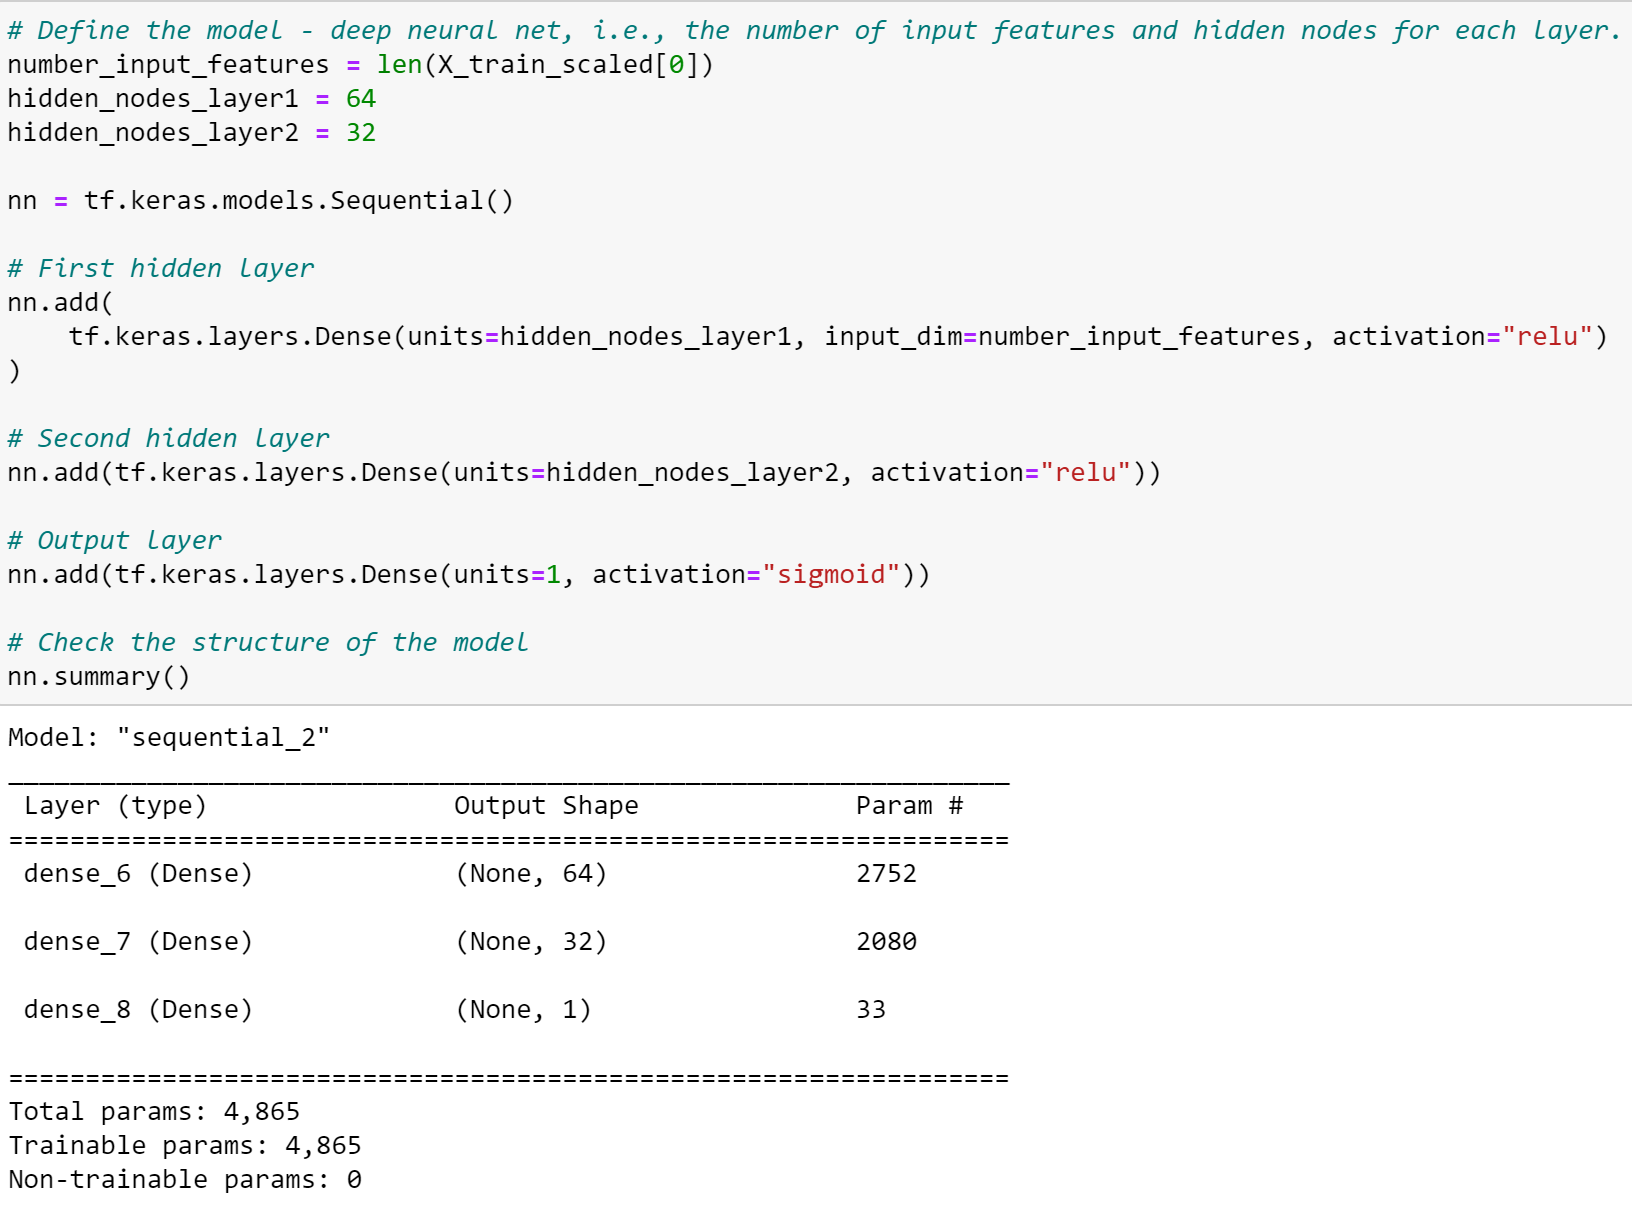 # Define the model - deep neural net, i.e., the number of input features and hidden nodes for each layer.
number_input_features = len(X_train_scaled[0])
hidden_nodes_layer1 = 64
hidden_nodes_layer2 = 32

nn = tf.keras.models.Sequential()

# First hidden layer
nn.add(
    tf.keras.layers.Dense(units=hidden_nodes_layer1, input_dim=number_input_features, activation="relu")
)

# Second hidden layer
nn.add(tf.keras.layers.Dense(units=hidden_nodes_layer2, activation="relu"))

# Output layer
nn.add(tf.keras.layers.Dense(units=1, activation="sigmoid"))

# Check the structure of the model
nn.summary()
Model: "sequential_2"
_________________________________________________________________
 Layer (type)                Output Shape              Param #
=================================================================
 dense_6 (Dense)             (None, 64)                2752

 dense_7 (Dense)             (None, 32)                2080

 dense_8 (Dense)             (None, 1)                 33

=================================================================
Total params: 4,865
Trainable params: 4,865
Non-trainable params: 0